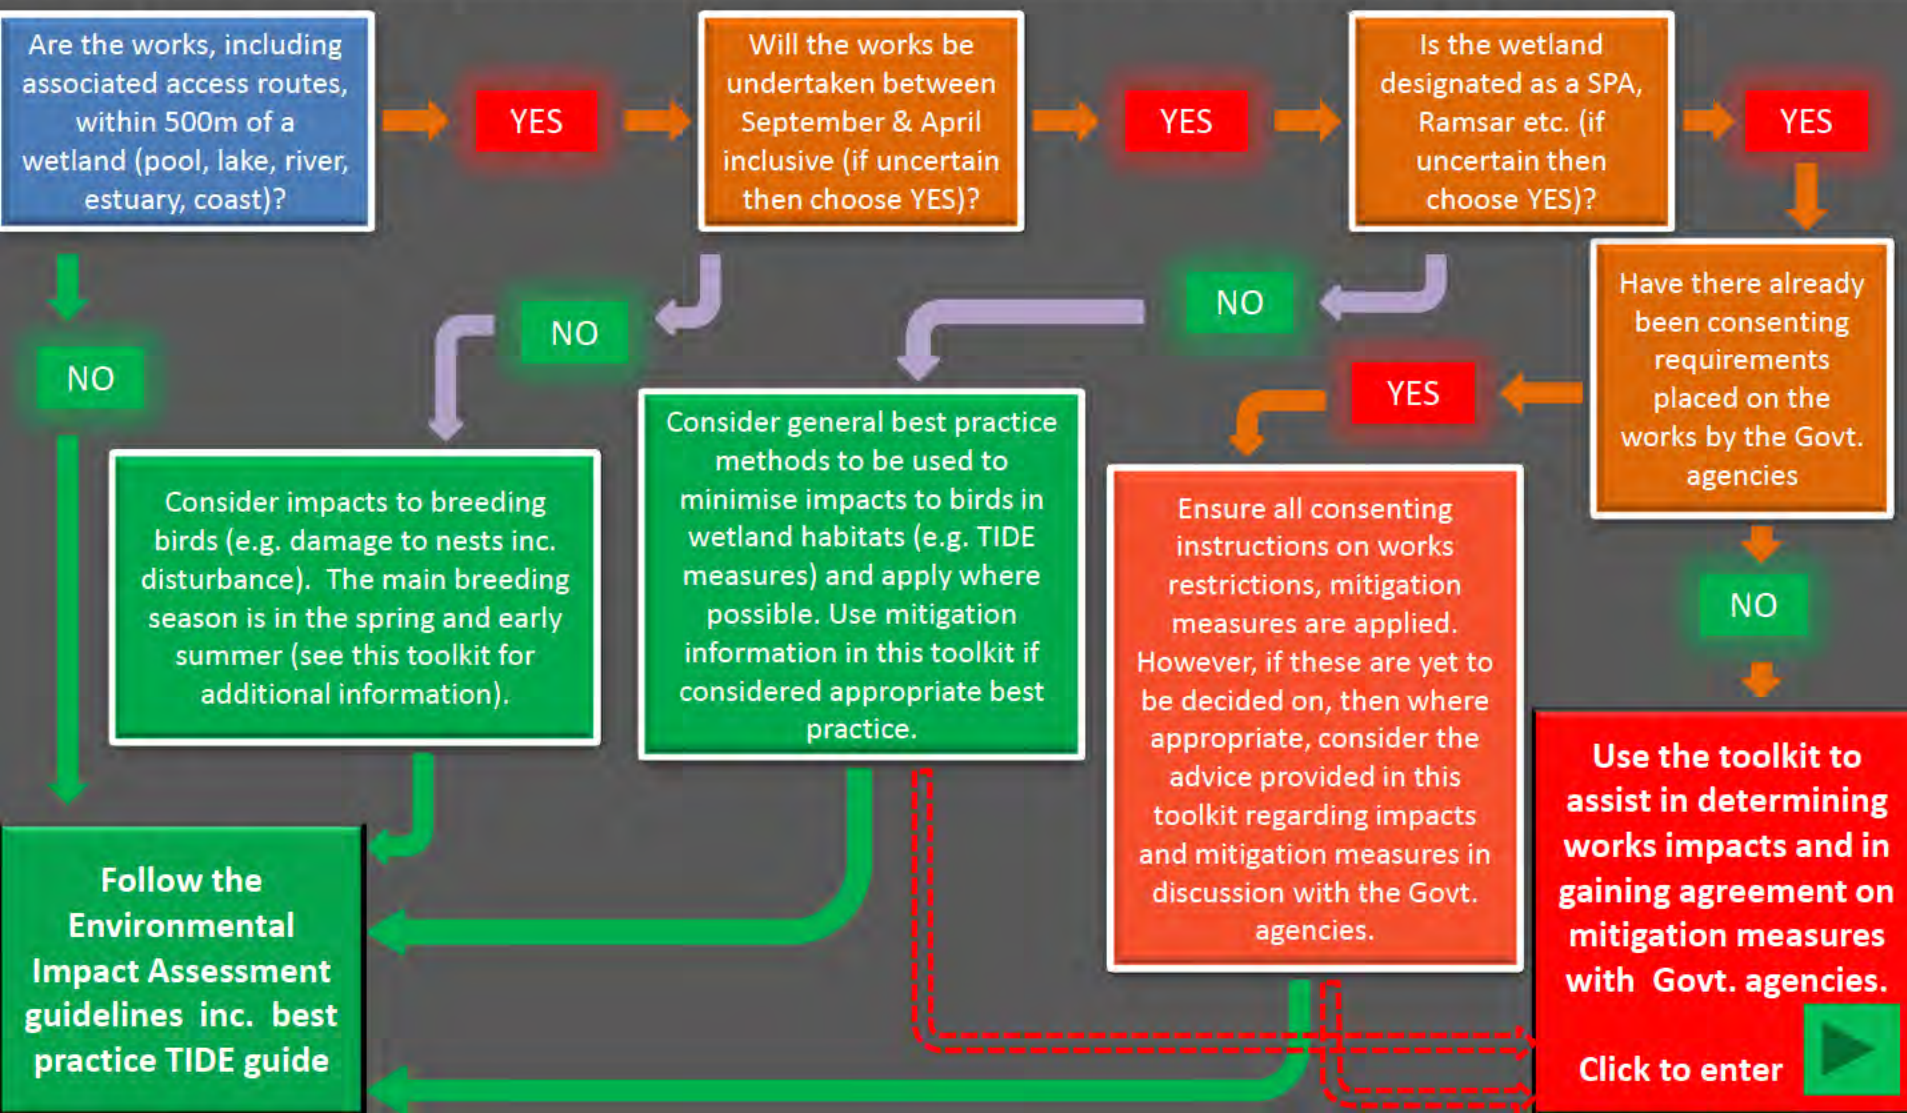 Are the works, including
associated access routes,
within 500m of a
wetland (pool, lake, river,
estuary, coast)?
YES
Will the works be
undertaken between
September & April
inclusive (if uncertain
then choose YES)?
YES
Is the wetland
designated as a SPA,
Ramsar etc. (if
uncertain then
choose YES)?
YES
Have there already
been consenting
requirements
placed on the
works by the Govt.
agencies
NO
NO
NO
YES
NO
Consider impacts to breeding
birds (e.g. damage to nests inc.
disturbance). The main breeding
season is in the spring and early
summer (see this toolkit for
additional information).
Consider general best practice
methods to be used to
minimise impacts to birds in
wetland habitats (e.g. TIDE
measures) and apply where
possible. Use mitigation
information in this toolkit if
considered appropriate best
practice.
Ensure all consenting
instructions on works
restrictions, mitigation
measures are applied.
However, if these are yet to
be decided on, then where
appropriate, consider the
advice provided in this
toolkit regarding impacts
and mitigation measures in
discussion with the Govt.
agencies.
Follow the
Environmental
Impact Assessment
guidelines inc. best
practice TIDE guide
Use the toolkit to
assist in determining
works impacts and in
gaining agreement on
mitigation measures
with Govt. agencies.
Click to enter